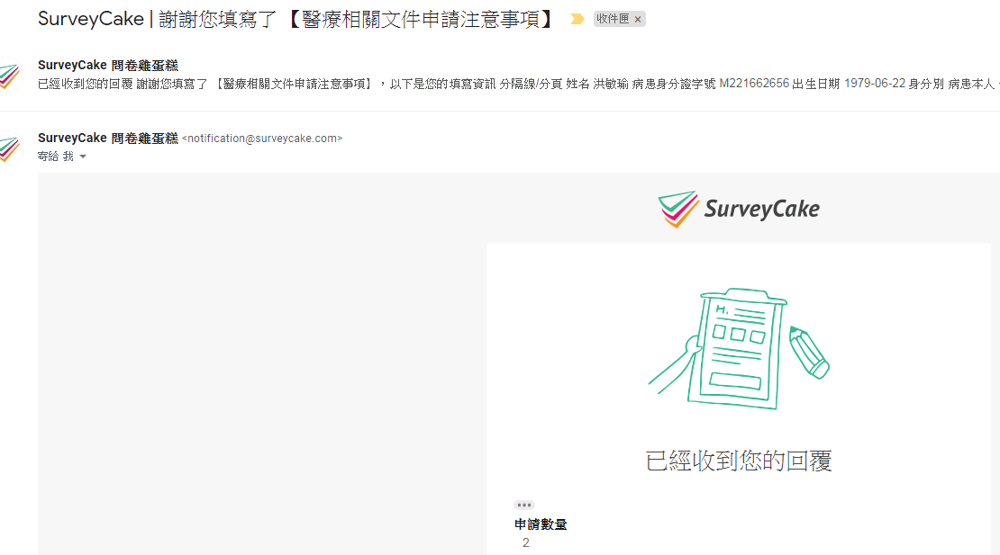 SurveyCake | 謝謝您填寫了 【醫療相關文件申請注意事項】 收件匣 ×
SurveyCake 問卷雞蛋糕
已經收到您的回覆 謝謝您填寫了 【醫療相關文件申請注意事項】，以下是您的填寫資訊 分隔線/分頁 姓名 洪敏瑜 病患身分證字號 M221662656 出生日期 1979-06-22 身分別 病患本人
SurveyCake 問卷雞蛋糕 <notification@surveycake.com>
寄給 我
SurveyCake
H.
已經收到您的回覆
申請數量
2